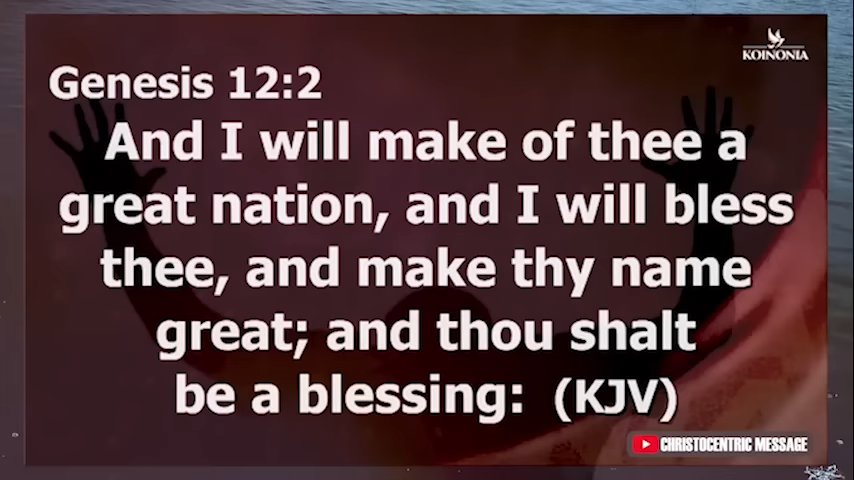 KOINONIA
Genesis 12:2
And I will make of thee a
great nation, and I will bless
thee, and make thy name
great; and thou shalt
be a blessing: (KJV)
CHRISTOCENTRIC MESSAGE